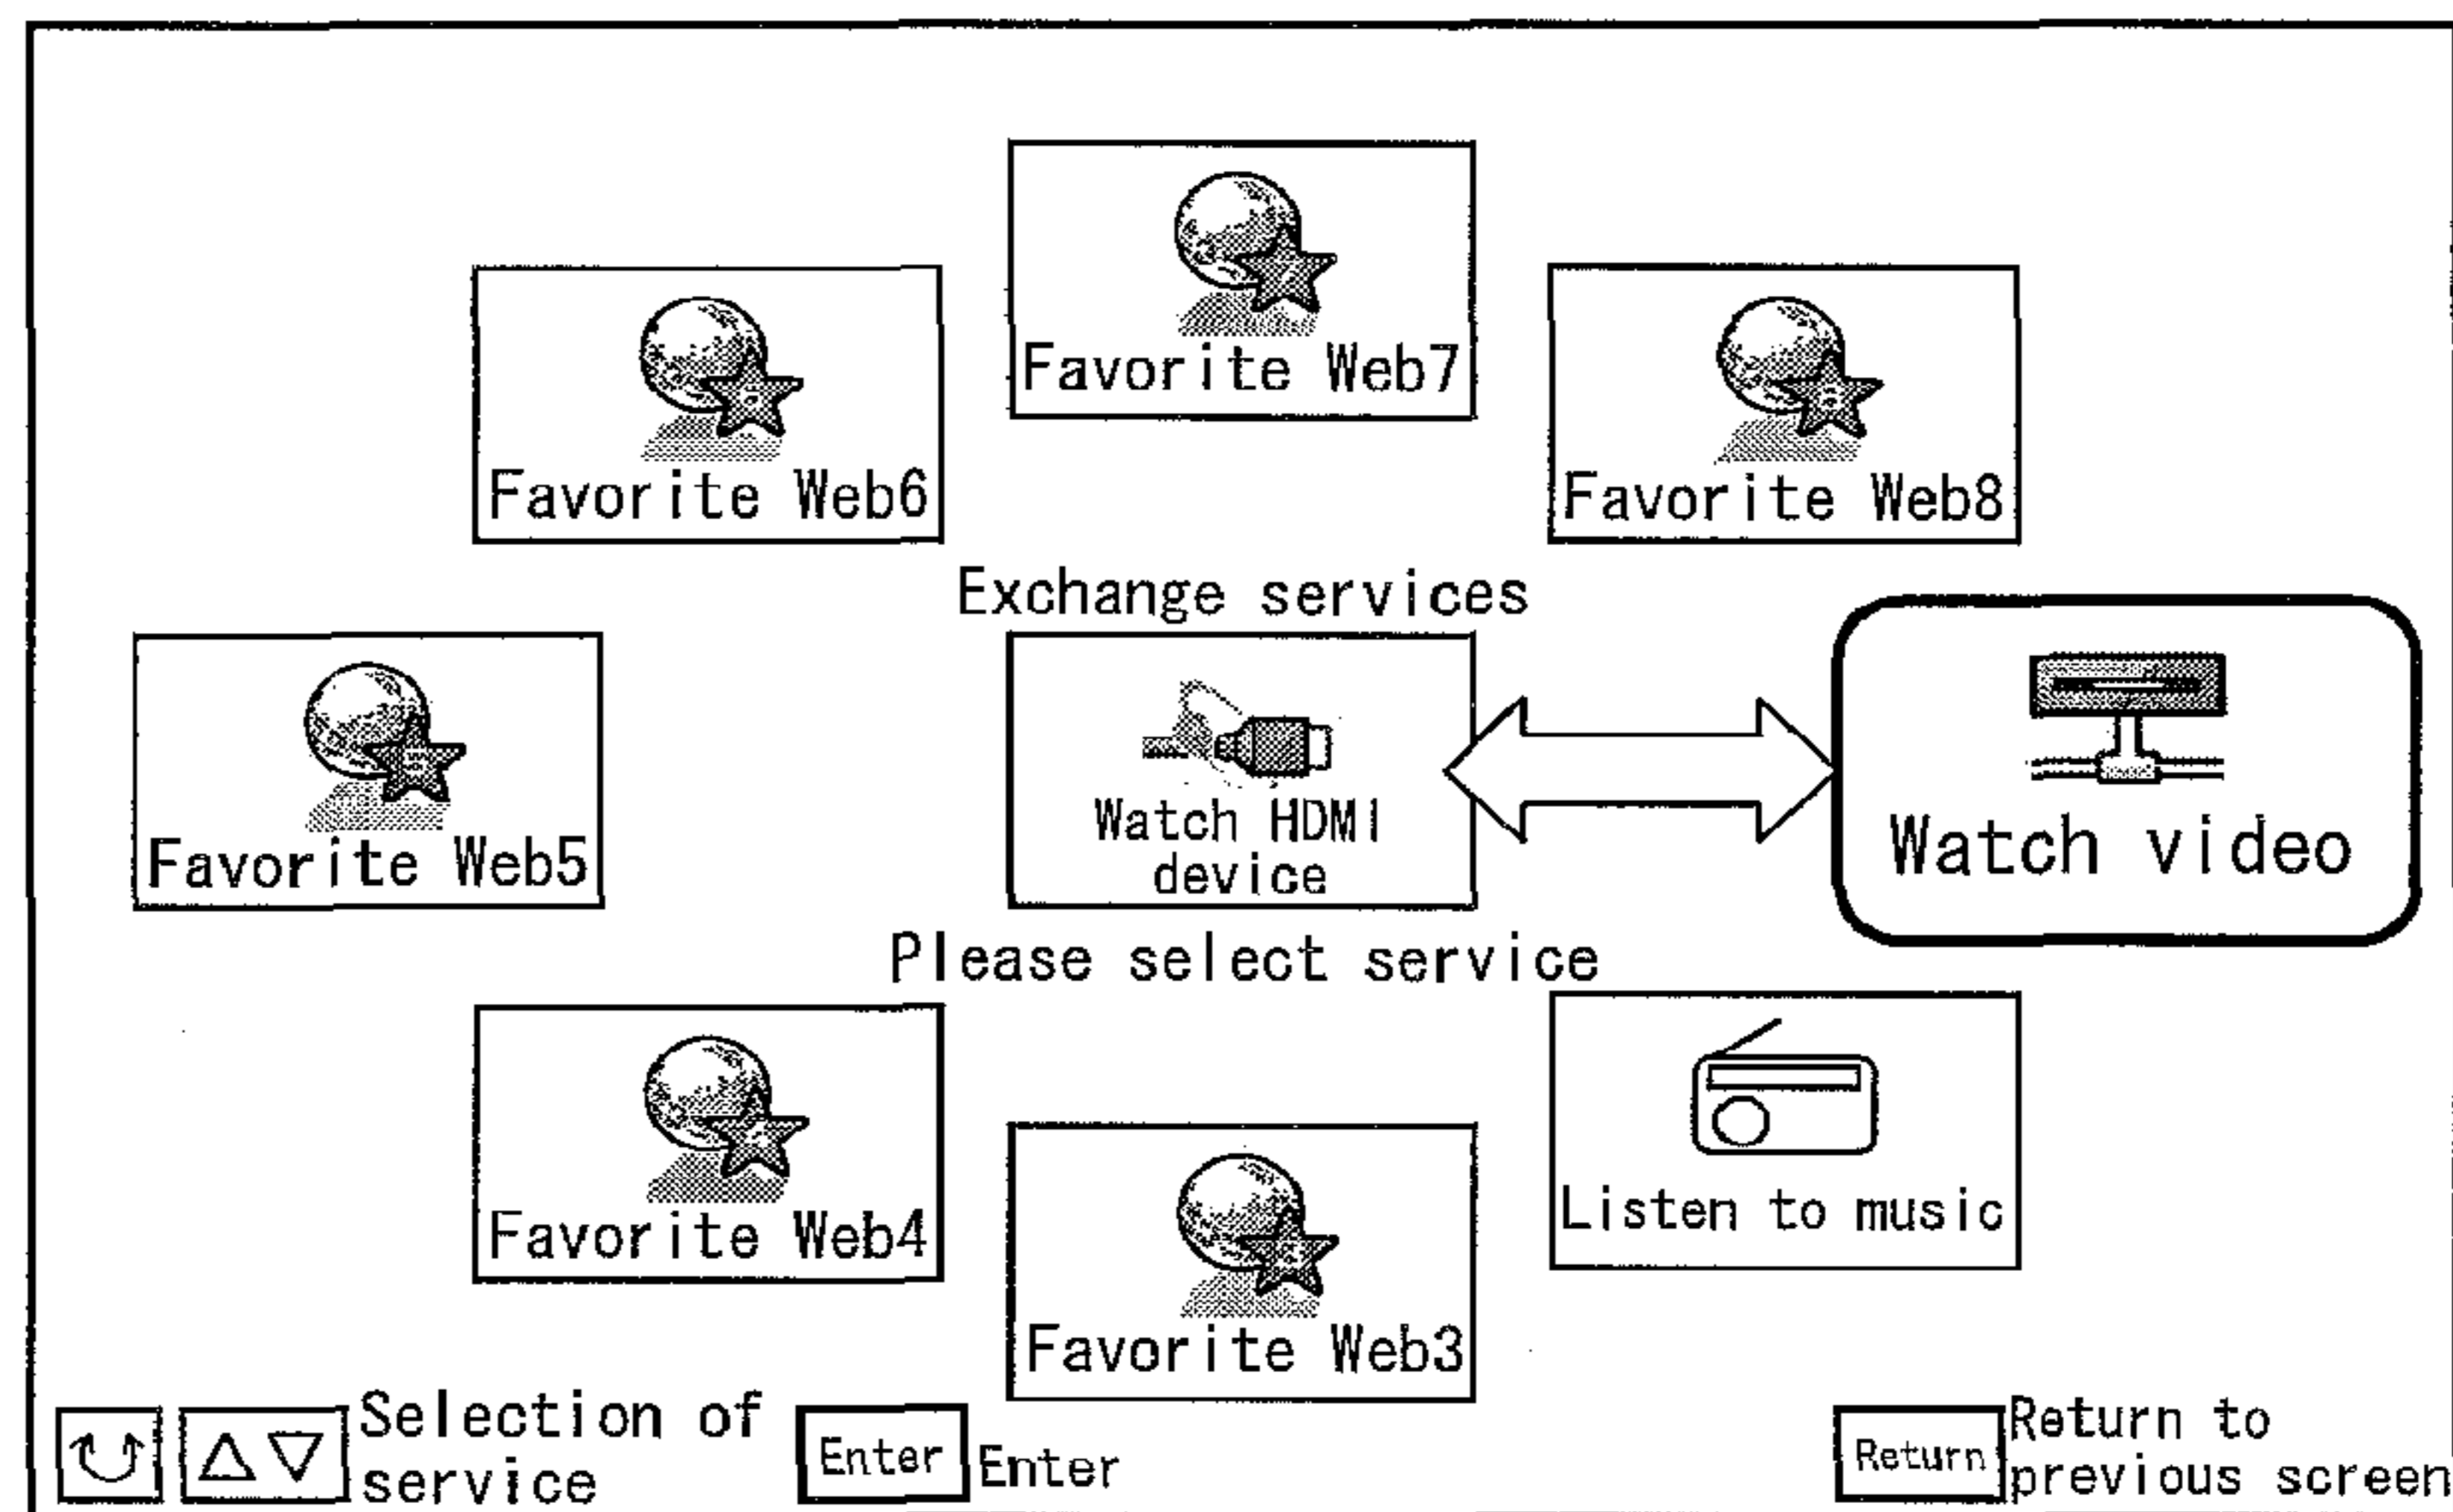 Favorite Web7
Favorite Web6
Favorite Web8
Exchange services
Favorite Web5
Watch HDMI
device
Watch video
Please select service
Favorite Web4
Listen to music
Favorite Web3
Selection of
service
Enter
Enter
Return
Return to
previous screen